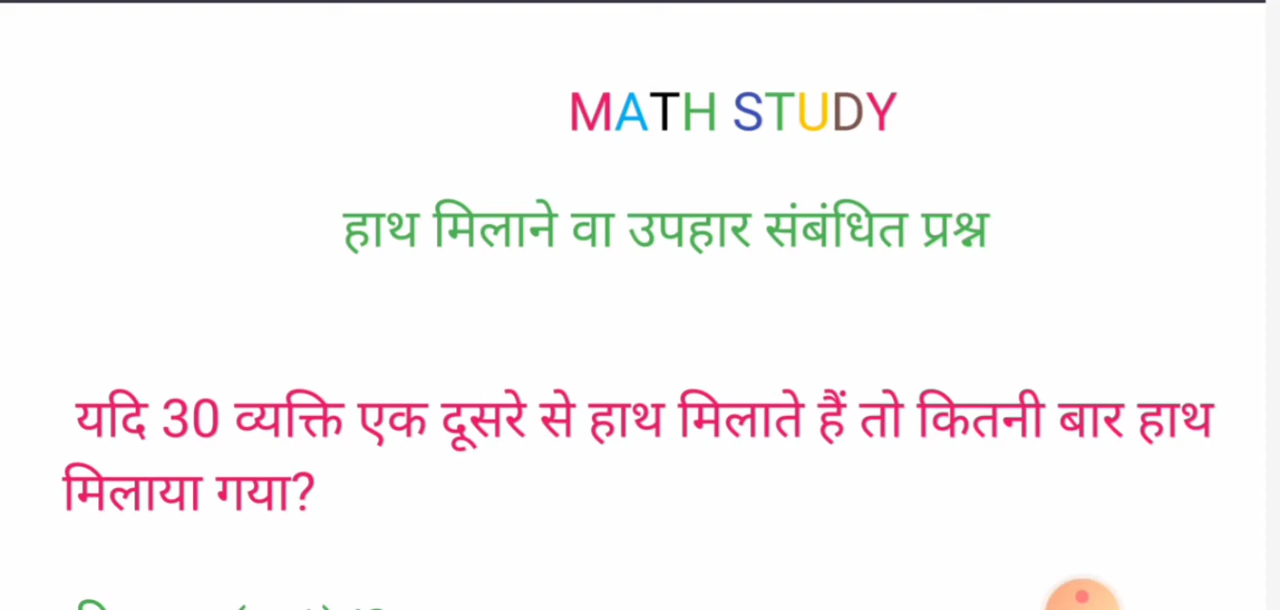 MATH STUDY
हाथ मिलाने वा उपहार संबंधित प्रश्न
यदि 30 व्यक्ति एक दूसरे से हाथ मिलाते हैं तो कितनी बार हाथ
मिलाया गया?